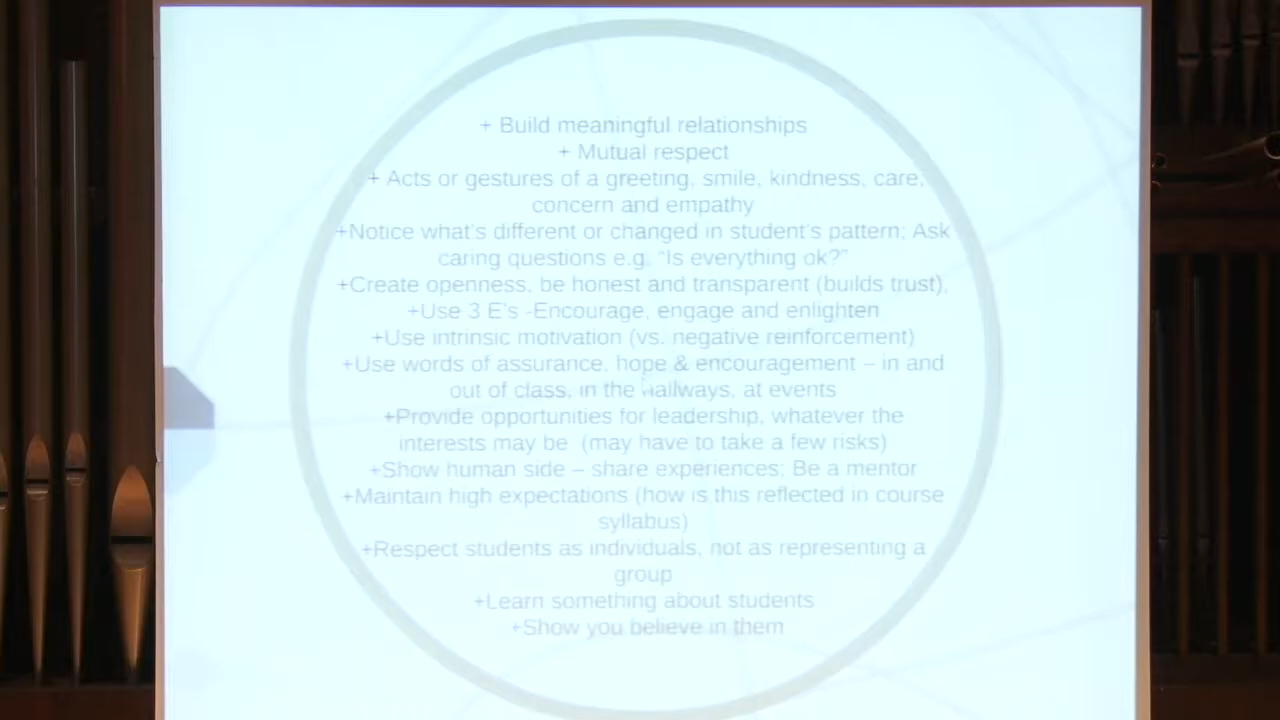 + Build meaningful relationships
+ Mutual respect
+ Acts or gestures of a greeting, smile, kindness, care,
concern and empathy
+Notice what's different or changed in student's pattern; Ask
caring questions e.g. "Is everything ok?"
+Create openness, be honest and transparent (builds trust),
+Use 3 E's -Encourage, engage and enlighten
+Use intrinsic motivation (vs. negative reinforcement)
+Use words of assurance, hope & encouragement – in and
out of class, in the hallways, at events
+Provide opportunities for leadership, whatever the
interests may be  (may have to take a few risks)
+Show human side – share experiences; Be a mentor
+Maintain high expectations (how is this reflected in course
syllabus)
+Respect students as individuals, not as representing a
group
+Learn something about students
+Show you believe in them